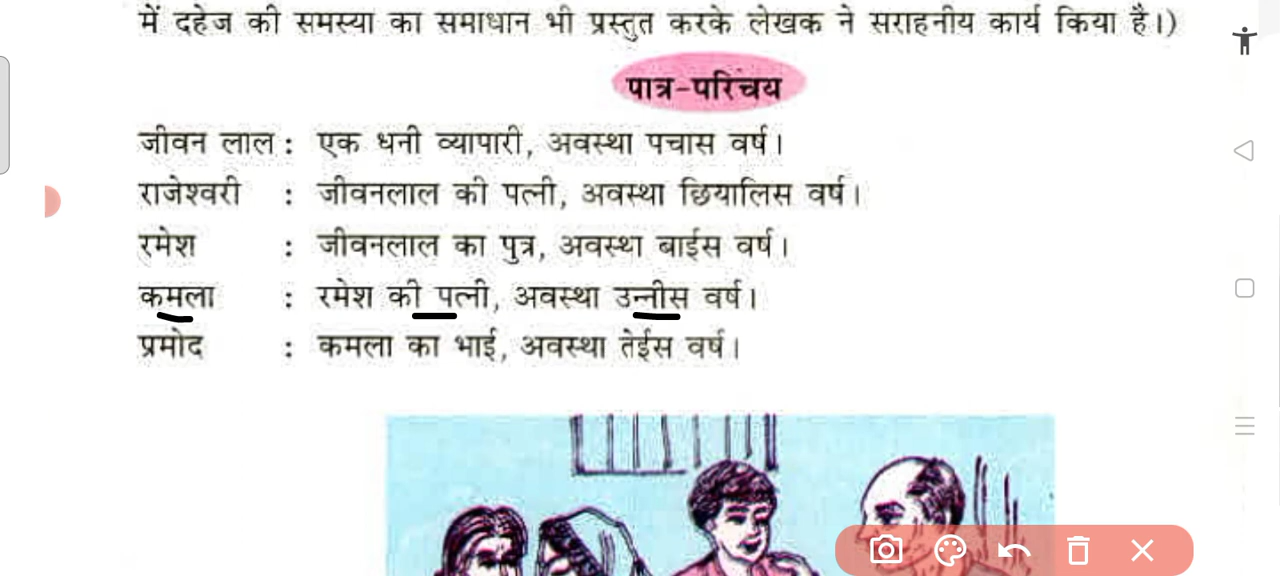 में दहेज की समस्या का समाधान भी प्रस्तुत करके लेखक ने सराहनीय कार्य किया है।)
पात्र-परिचय
जीवन लाल : एक धनी व्यापारी, अवस्था पचास वर्ष।
राजेश्वरी : जीवनलाल की पत्नी, अवस्था छियालिस वर्ष।
रमेश : जीवनलाल का पुत्र, अवस्था बाईस वर्ष।
कमला : रमेश की पत्नी, अवस्था उन्नीस वर्ष।
प्रमोद : कमला का भाई, अवस्था तेईस वर्ष।